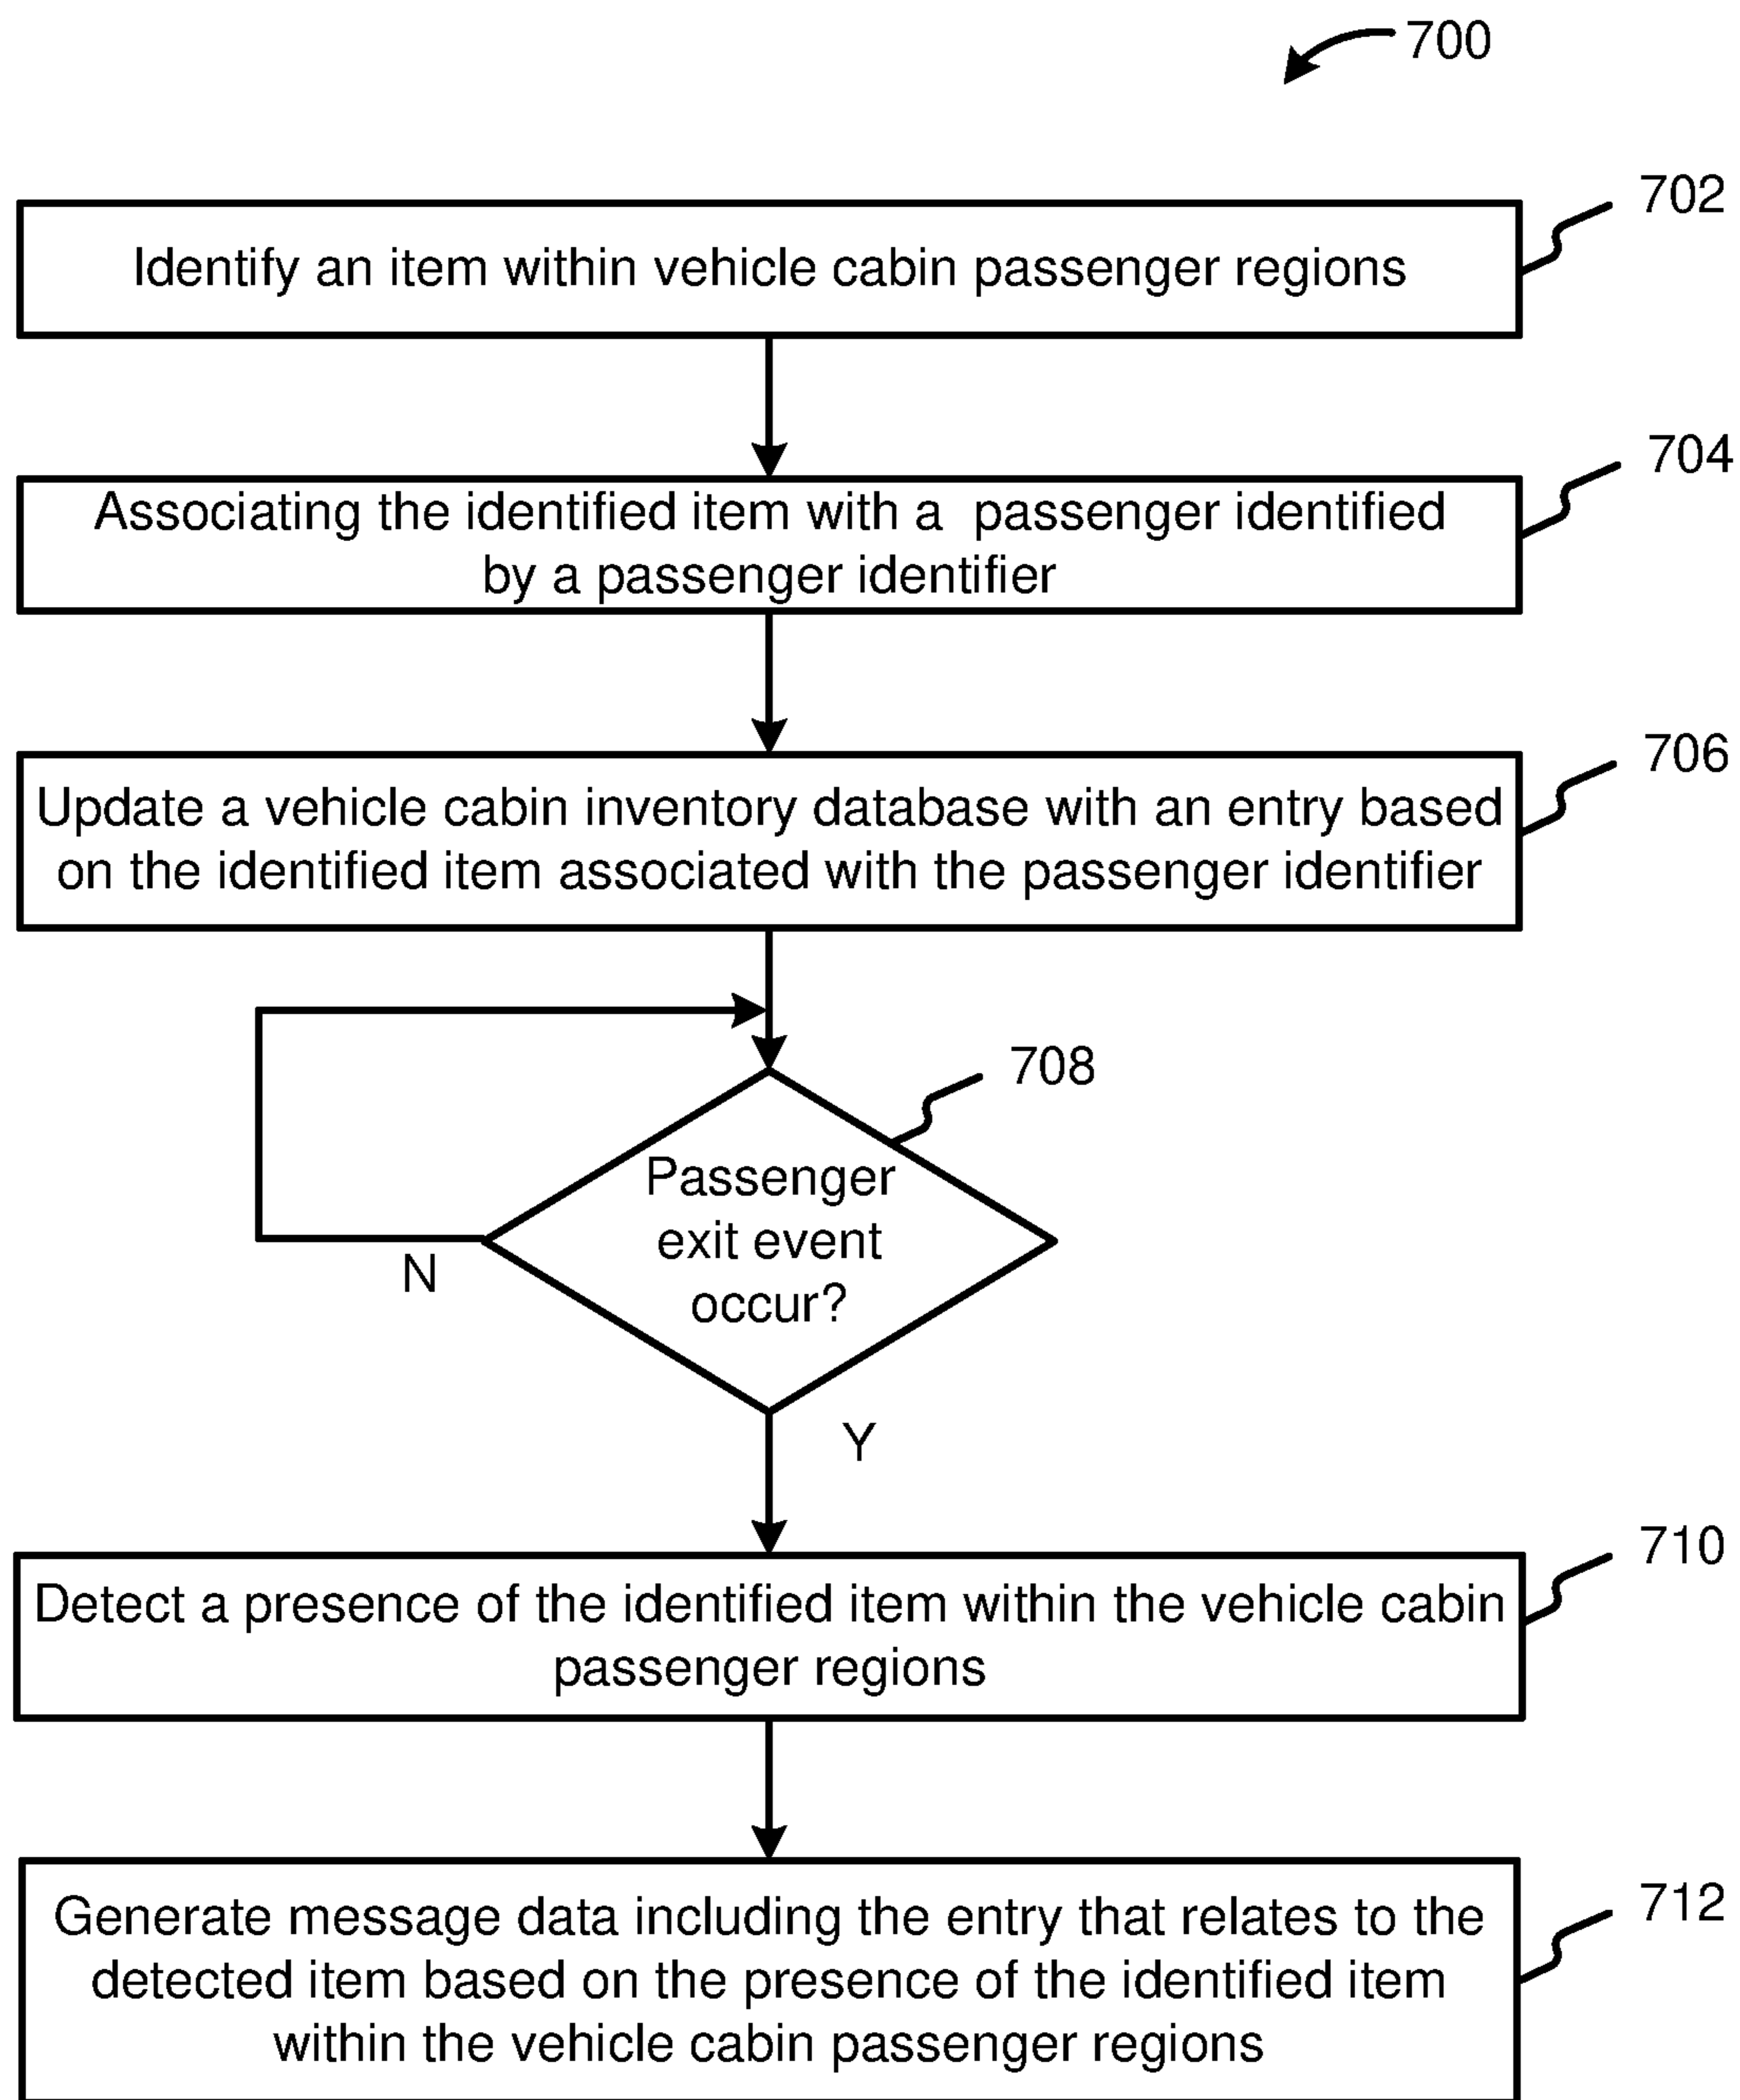 700
702
Identify an item within vehicle cabin passenger regions
704
Associating the identified item with a passenger identified
by a passenger identifier
706
Update a vehicle cabin inventory database with an entry based
on the identified item associated with the passenger identifier
708
Passenger
exit event
occur?
N
Y
710
Detect a presence of the identified item within the vehicle cabin
passenger regions
712
Generate message data including the entry that relates to the
detected item based on the presence of the identified item
within the vehicle cabin passenger regions